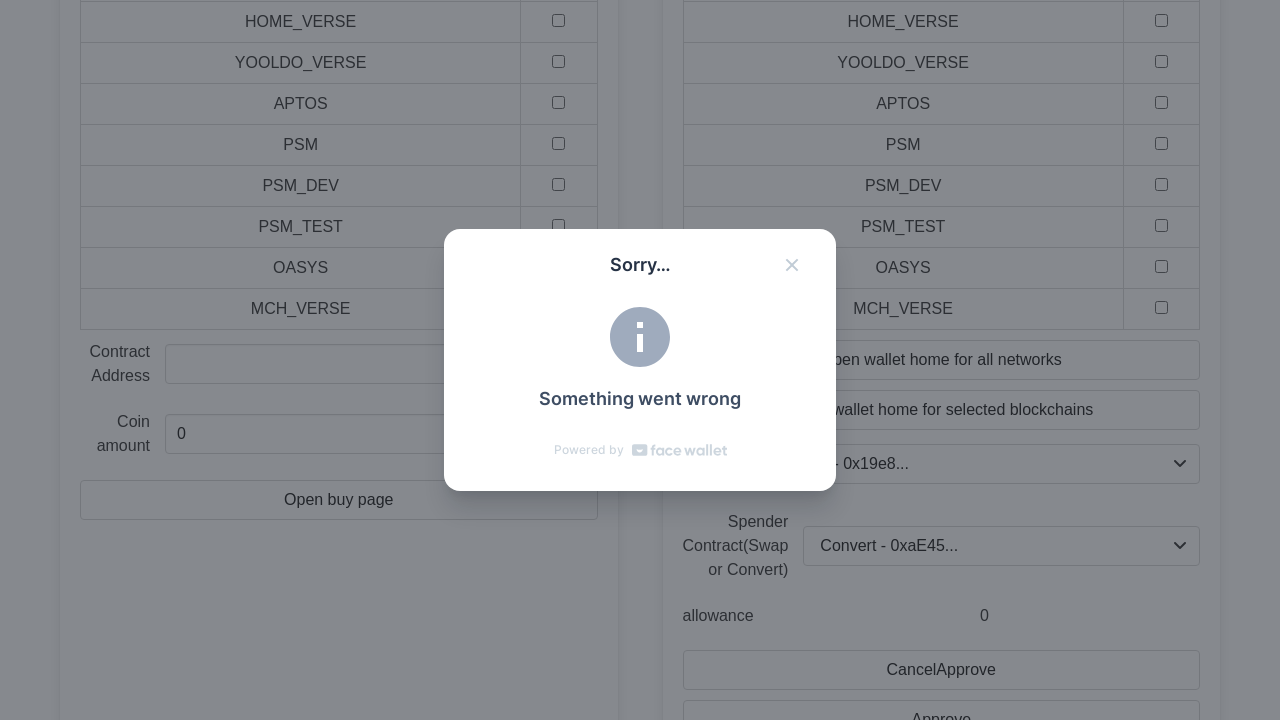 HOME_VERSE
YOOLDO_VERSE
APTOS
PSM
PSM_DEV
PSM_TEST
OASYS
MCH_VERSE
Contract
Address
Coin
amount
0
Open buy page
HOME_VERSE
YOOLDO_VERSE
APTOS
PSM
PSM_DEV
PSM_TEST
OASYS
MCH_VERSE
wallet home for all networks
wallet home for selected blockchains
- 0x19e8...
Spender
Contract(Swap
or Convert)
Convert - 0xaE45...
allowance
0
CancelApprove
Approve
Sorry...
Something went wrong
Powered by face wallet